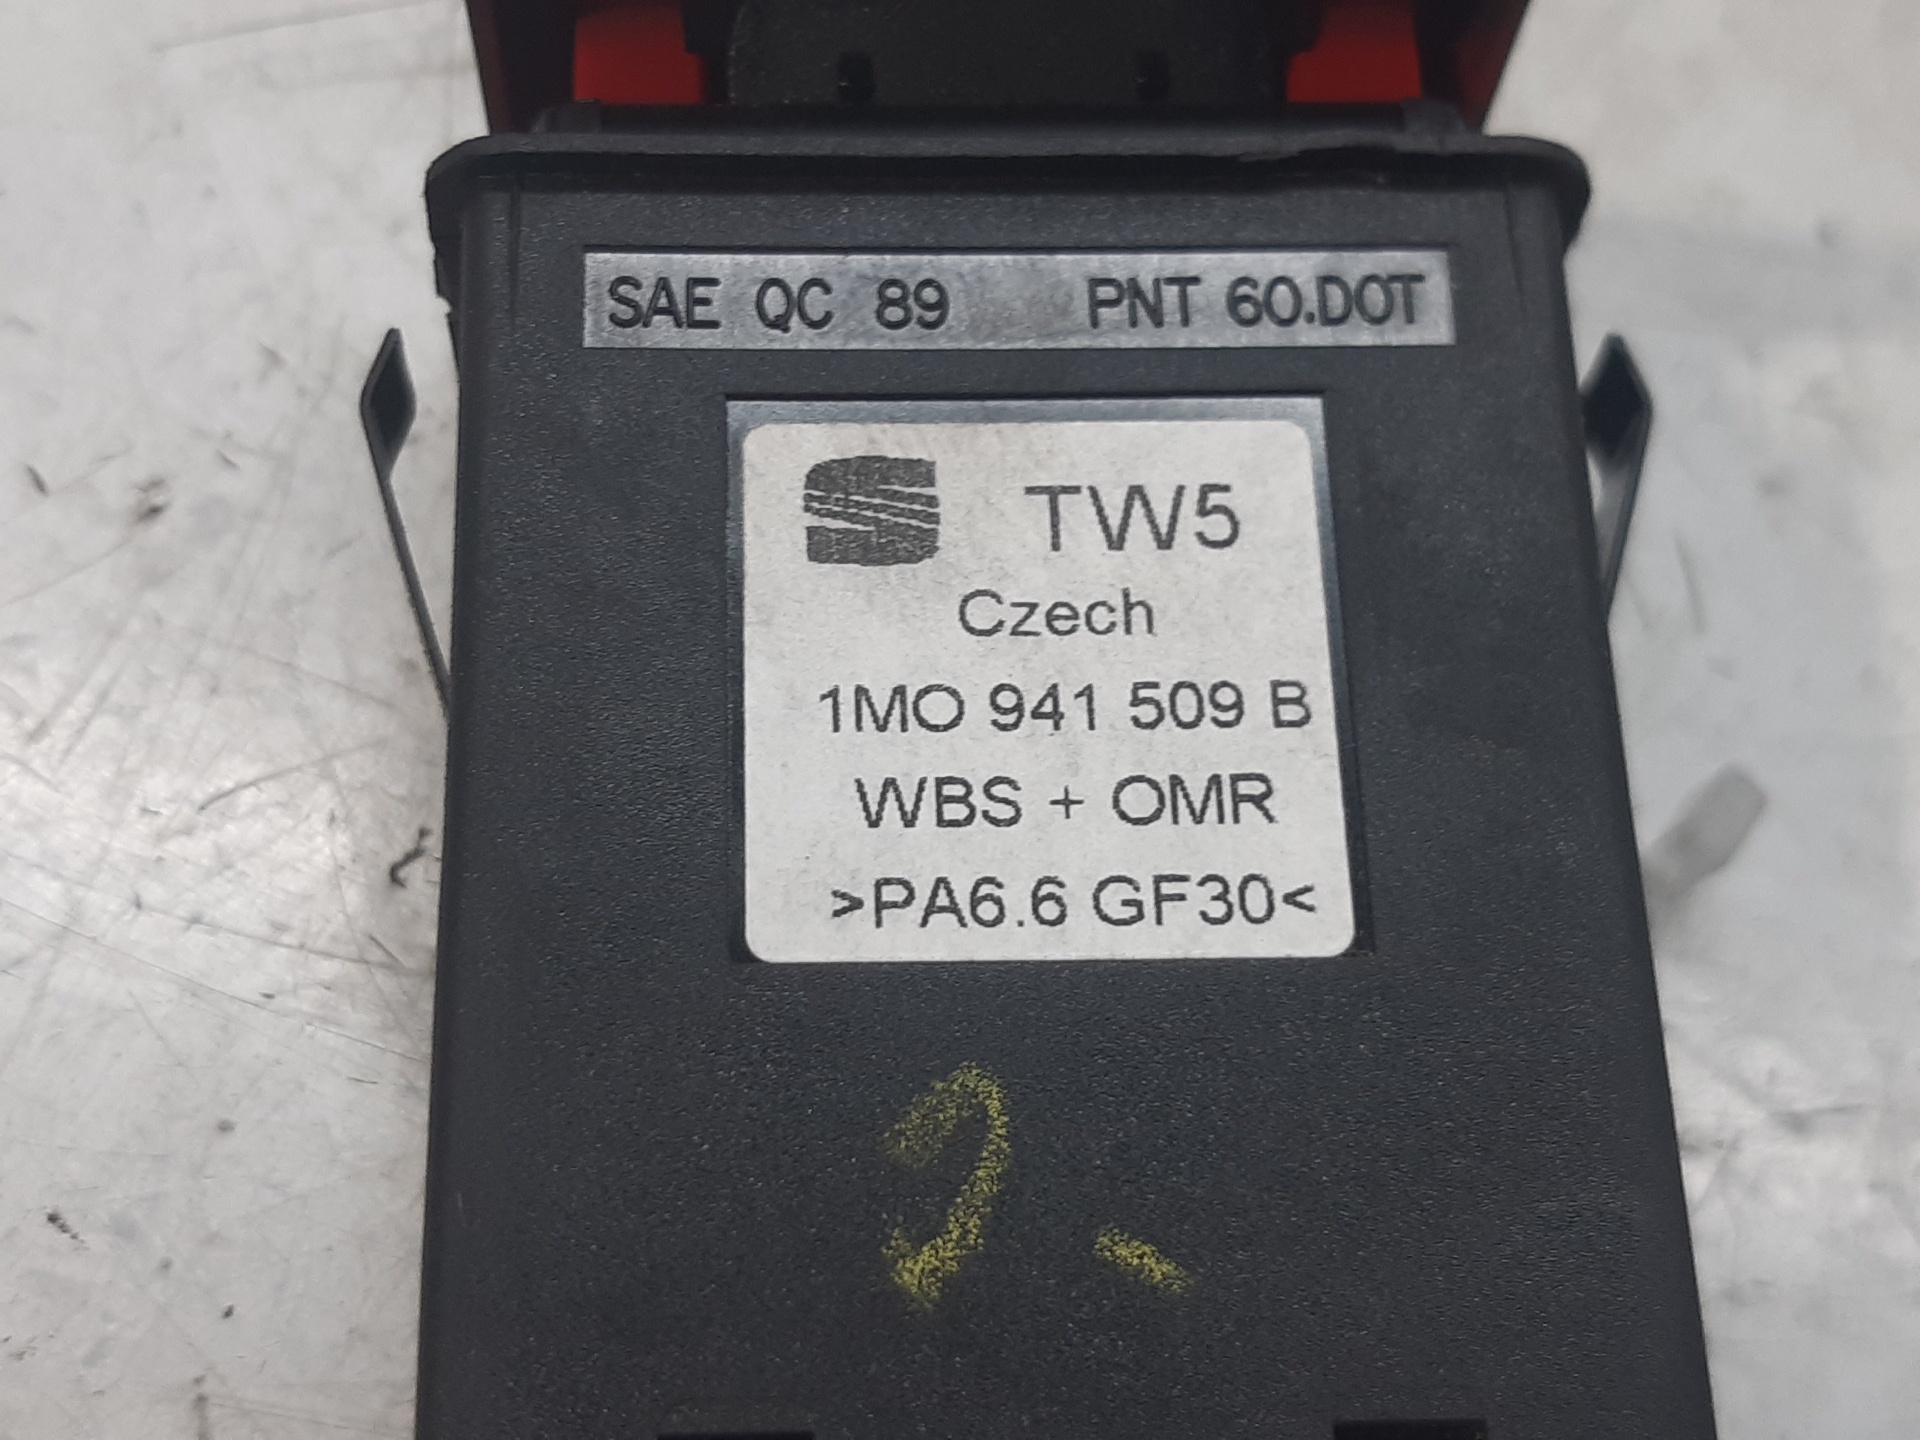 SAE QC 89 PNT 60.DOT
TW5
Czech
1MO 941 509 B
WBS + OMR
>PA6.6 GF30<